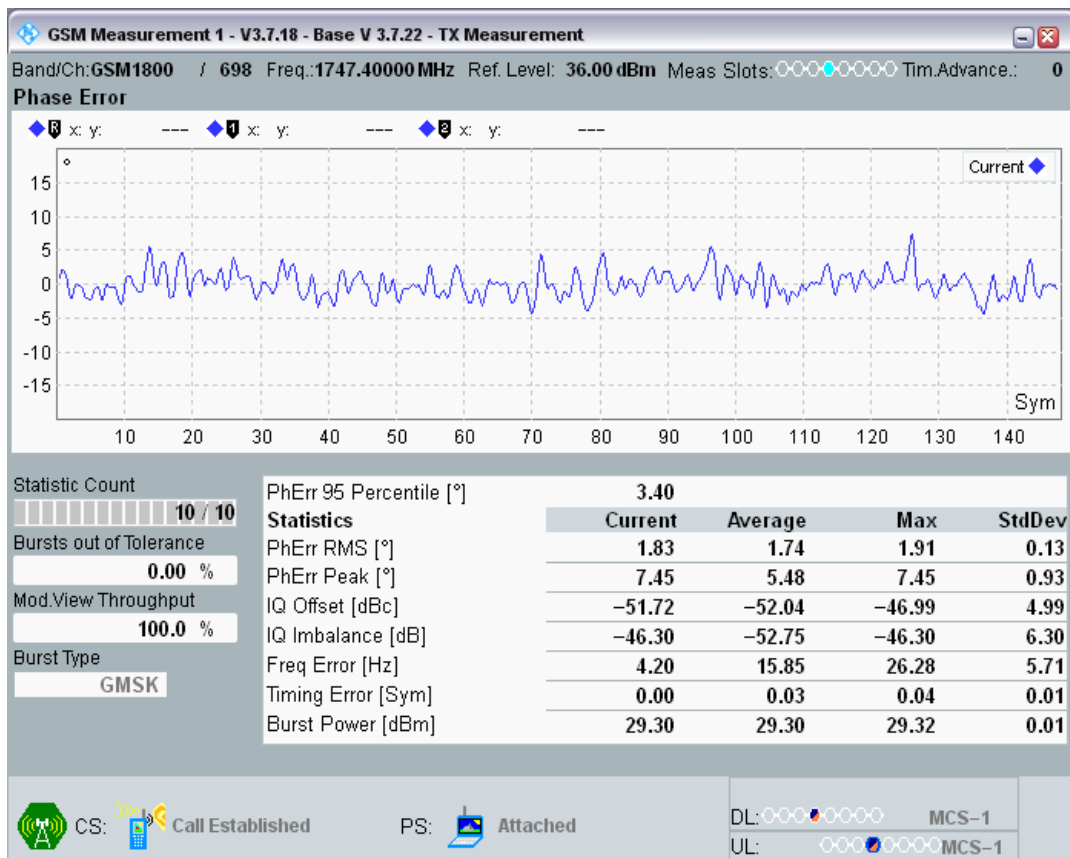 GSM Measurement 1 - V3.7.18 - Base V 3.7.22 - TX Measurement
Band/Ch:GSM1800 / 698 Freq.:1747.40000 MHz Ref. Level: 36.00 dBm Meas Slots: Tim.Advance.: 0
Phase Error
R x: y: --- 1 x: y: --- 2 x: y: ---
°
Current
15
10
5
0
-5
-10
-15
Sym
10 20 30 40 50 60 70 80 90 100 110 120 130 140
Statistic Count
10 / 10
Bursts out of Tolerance
0.00 %
Mod.View Throughput
100.0 %
Burst Type
GMSK
PhErr 95 Percentile [°] 3.40
Statistics Current Average Max StdDev
PhErr RMS [°] 1.83 1.74 1.91 0.13
PhErr Peak [°] 7.45 5.48 7.45 0.93
IQ Offset [dBc] −51.72 −52.04 −46.99 4.99
IQ Imbalance [dB] −46.30 −52.75 −46.30 6.30
Freq Error [Hz] 4.20 15.85 26.28 5.71
Timing Error [Sym] 0.00 0.03 0.04 0.01
Burst Power [dBm] 29.30 29.30 29.32 0.01
CS: Call Established PS: Attached
DL: MCS−1
UL: MCS−1